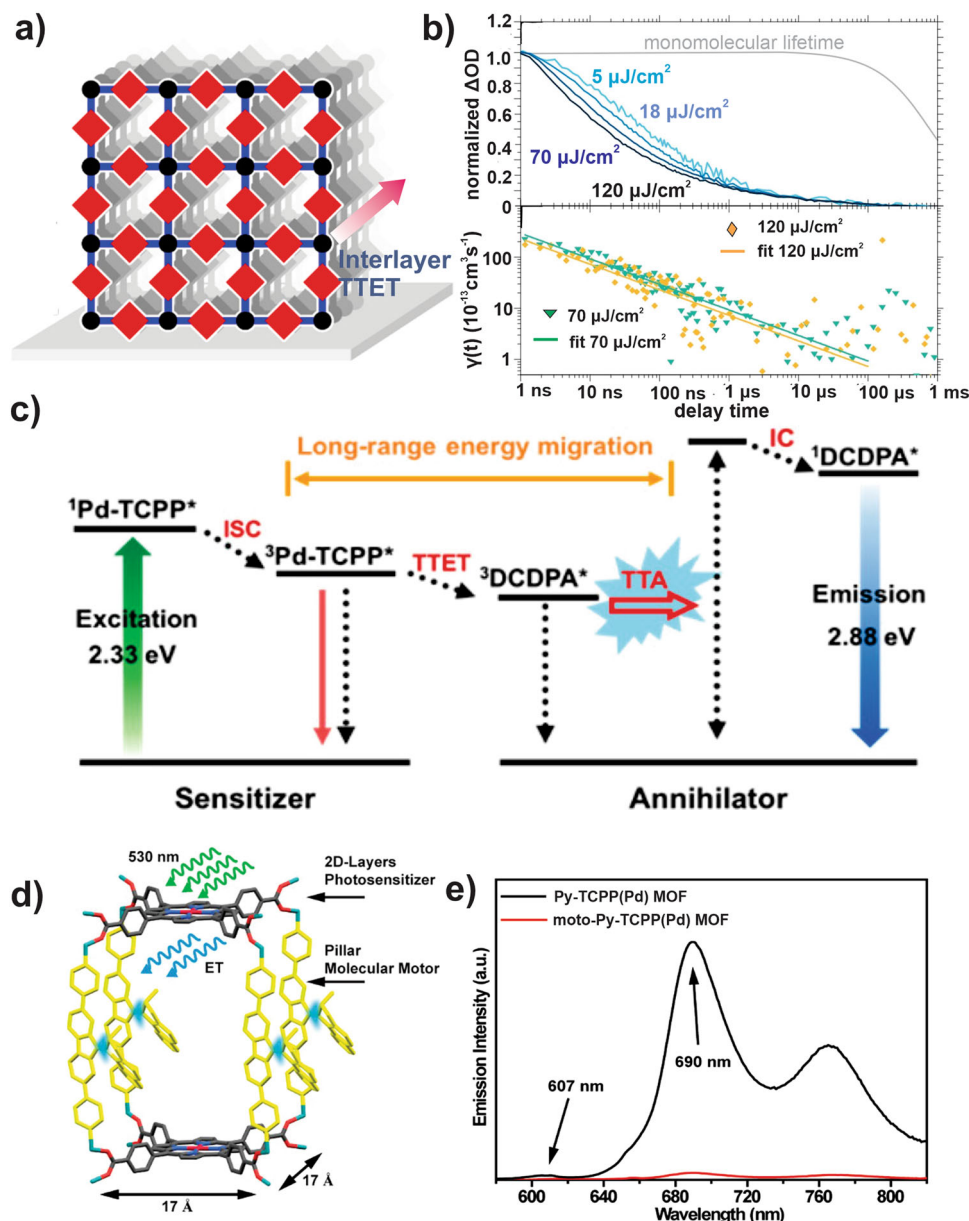 a)
Interlayer
TTET
b)
monomolecular lifetime
5 µJ/cm²
18 µJ/cm²
70 µJ/cm²
120 µJ/cm²
normalized ΔOD
1.0
0.8
0.6
0.4
0.2
0
120 µJ/cm²
fit 120 µJ/cm²
70 µJ/cm²
fit 70 µJ/cm²
γ(t) (10⁻¹³cm³s⁻¹)
100
10
1
1 ns
10 ns
100 ns
1 µs
10 µs
100 µs
1 ms
delay time
c)
Long-range energy migration
IC
¹DCDPA*
¹Pd-TCPP*
ISC
³Pd-TCPP*
TTET
³DCDPA*
TTA
Excitation
2.33 eV
Emission
2.88 eV
Sensitizer
Annihilator
d)
530 nm
2D-Layers
Photosensitizer
ET
Pillar
Molecular Motor
17 Å
17 Å
e)
Py-TCPP(Pd) MOF
moto-Py-TCPP(Pd) MOF
690 nm
607 nm
Emission Intensity (a.u.)
600
640
690
720
760
800
Wavelength (nm)